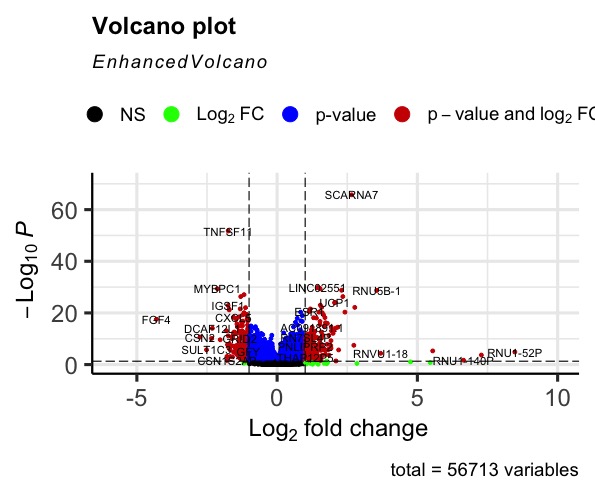 Volcano plot
EnhancedVolcano
NS Log2 FC p-value p – value and log2 FC
SCARNA7
60
TNFSF11
– Log10 P
40
MYBPC1 LINC02551 RNU5B-1
IGSF1 UCP1
20
FGF4
CSN2
SULT1C
RNVU1-18 RNU1-52P
CSN1S2 RNU1-140P
0
-5 0 5 10
Log2 fold change
total = 56713 variables